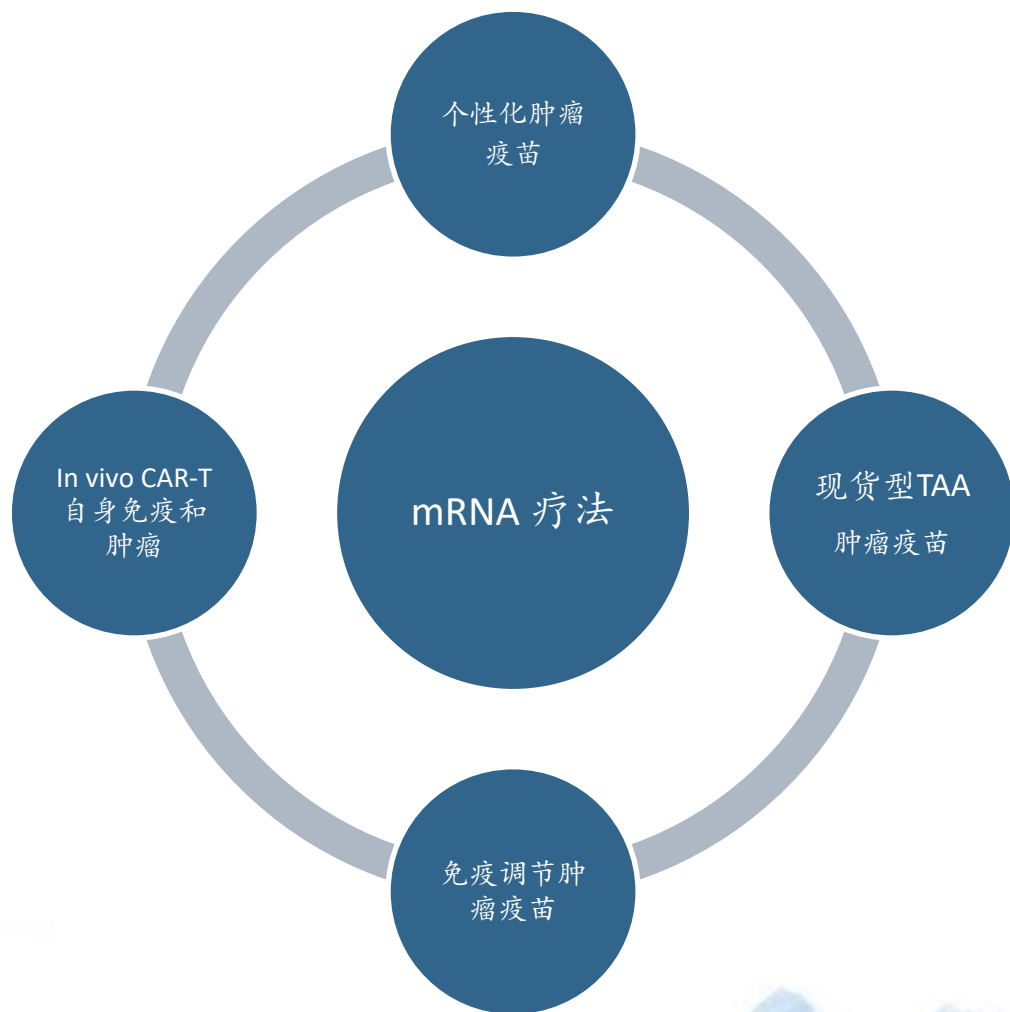 个性化肿瘤
疫苗
In vivo CAR-T
自身免疫和
肿瘤
mRNA 疗法
现货型TAA
肿瘤疫苗
免疫调节肿
瘤疫苗